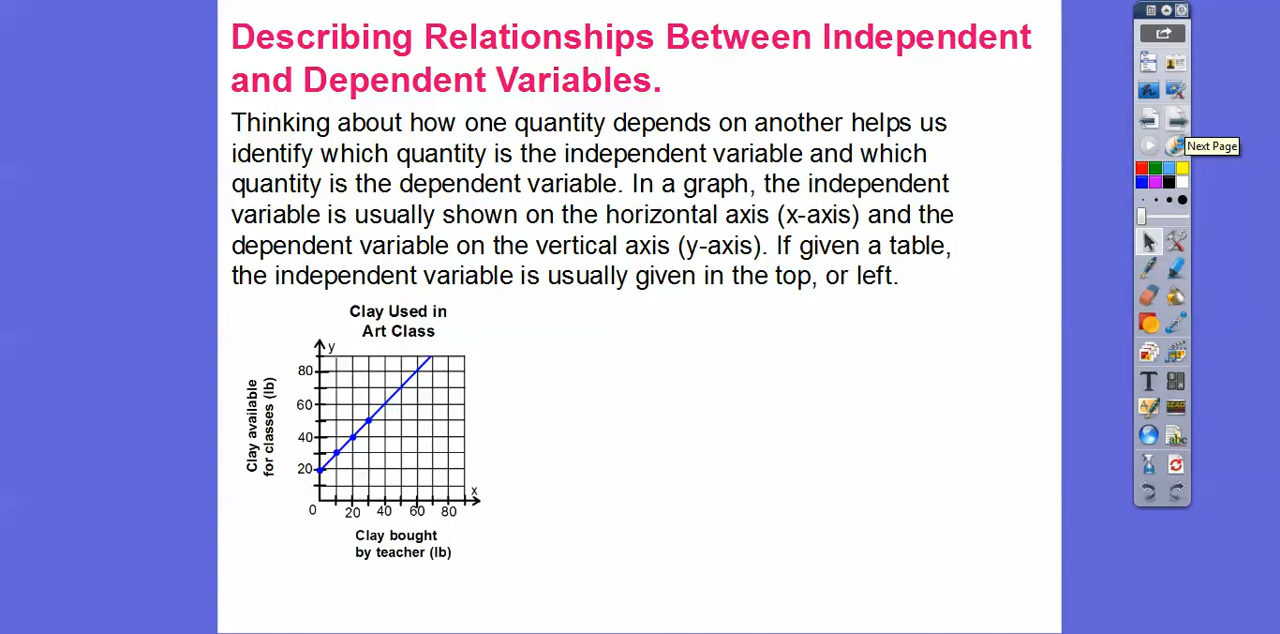 Describing Relationships Between Independent
and Dependent Variables.
Thinking about how one quantity depends on another helps us
identify which quantity is the independent variable and which
quantity is the dependent variable. In a graph, the independent
variable is usually shown on the horizontal axis (x-axis) and the
dependent variable on the vertical axis (y-axis). If given a table,
the independent variable is usually given in the top, or left.
Clay Used in
Art Class
y
80
60
40
20
0
20
40
60
80
x
Clay available
for classes (lb)
Clay bought
by teacher (lb)
Next Page
T
abc